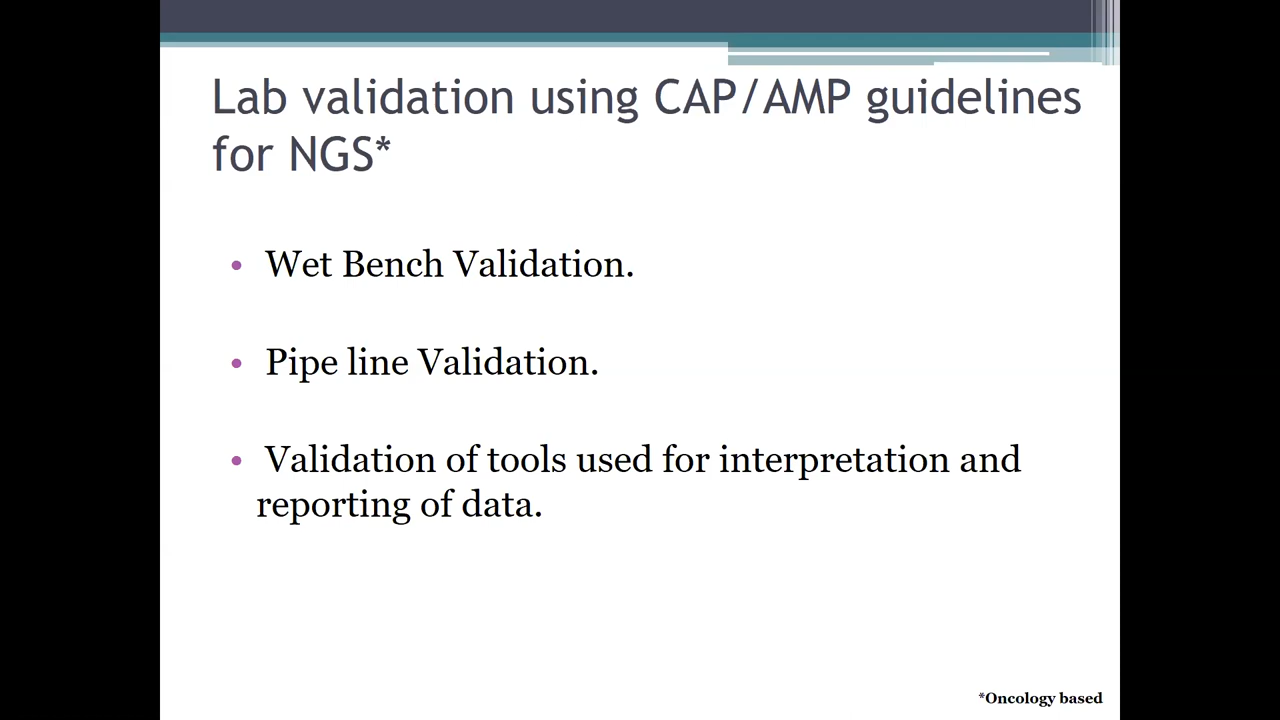 Lab validation using CAP/AMP guidelines
for NGS*
• Wet Bench Validation.
• Pipe line Validation.
• Validation of tools used for interpretation and
reporting of data.
*Oncology based